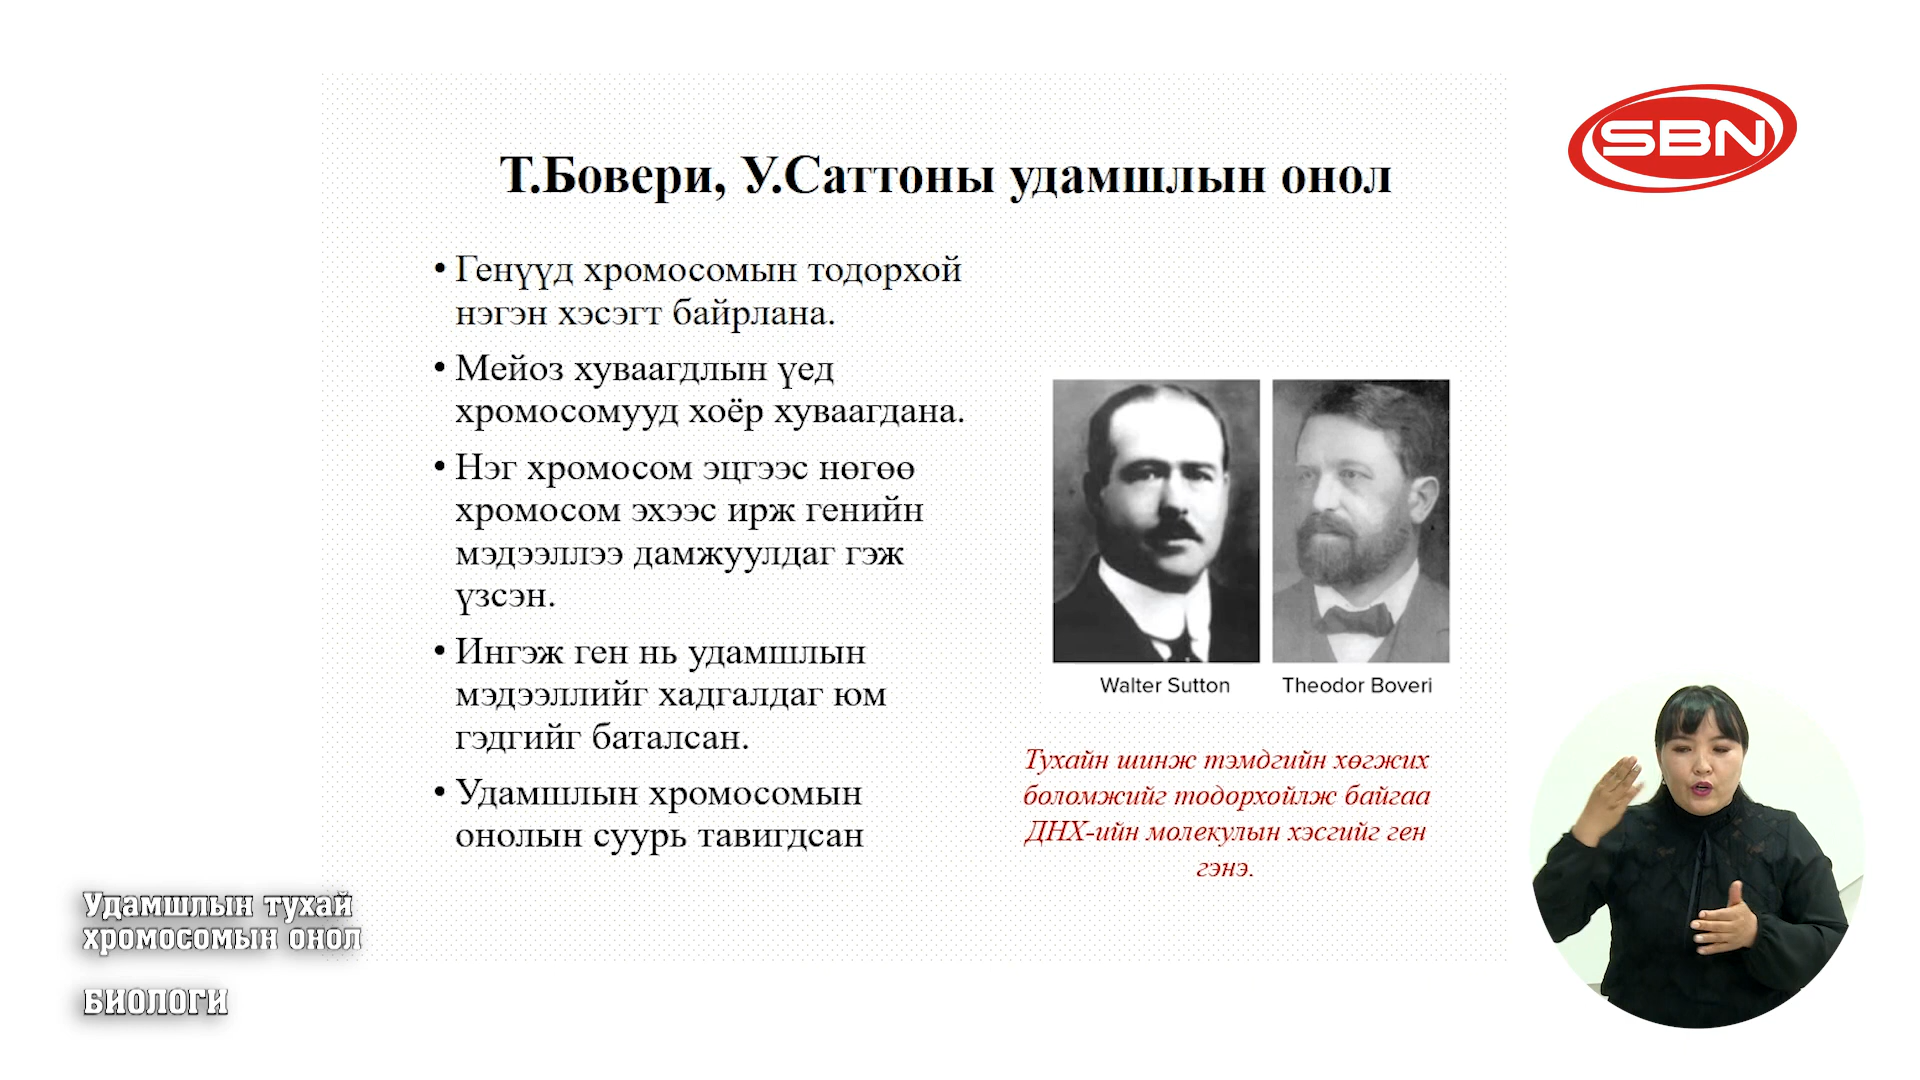 SBN
Т.Бовери, У.Саттоны удамшлын онол
• Генүүд хромосомын тодорхой
нэгэн хэсэгт байрлана.
• Мейоз хуваагдлын үед
хромосомууд хоёр хуваагдана.
• Нэг хромосом эцгээс нөгөө
хромосом эхээс ирж генийн
мэдээллээ дамжуулдаг гэж
үзсэн.
• Ингэж ген нь удамшлын
мэдээллийг хадгалдаг юм
гэдгийг баталсан.
• Удамшлын хромосомын
онолын суурь тавигдсан
Walter Sutton
Theodor Boveri
Тухайн шинж тэмдгийн хөгжих
боломжийг тодорхойлж байгаа
ДНХ-ийн молекулын хэсгийг ген
гэнэ.
Удамшлын тухай
хромосомын онол
БИОЛОГИ